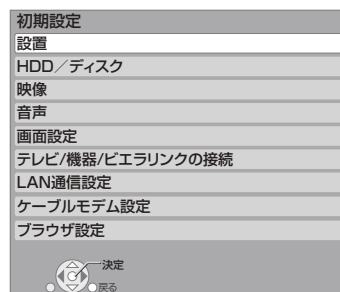 初期設定
設置
HDD／ディスク
映像
音声
画面設定
テレビ/機器/ビエラリンクの接続
LAN通信設定
ケーブルモデム設定
ブラウザ設定
決定
戻る